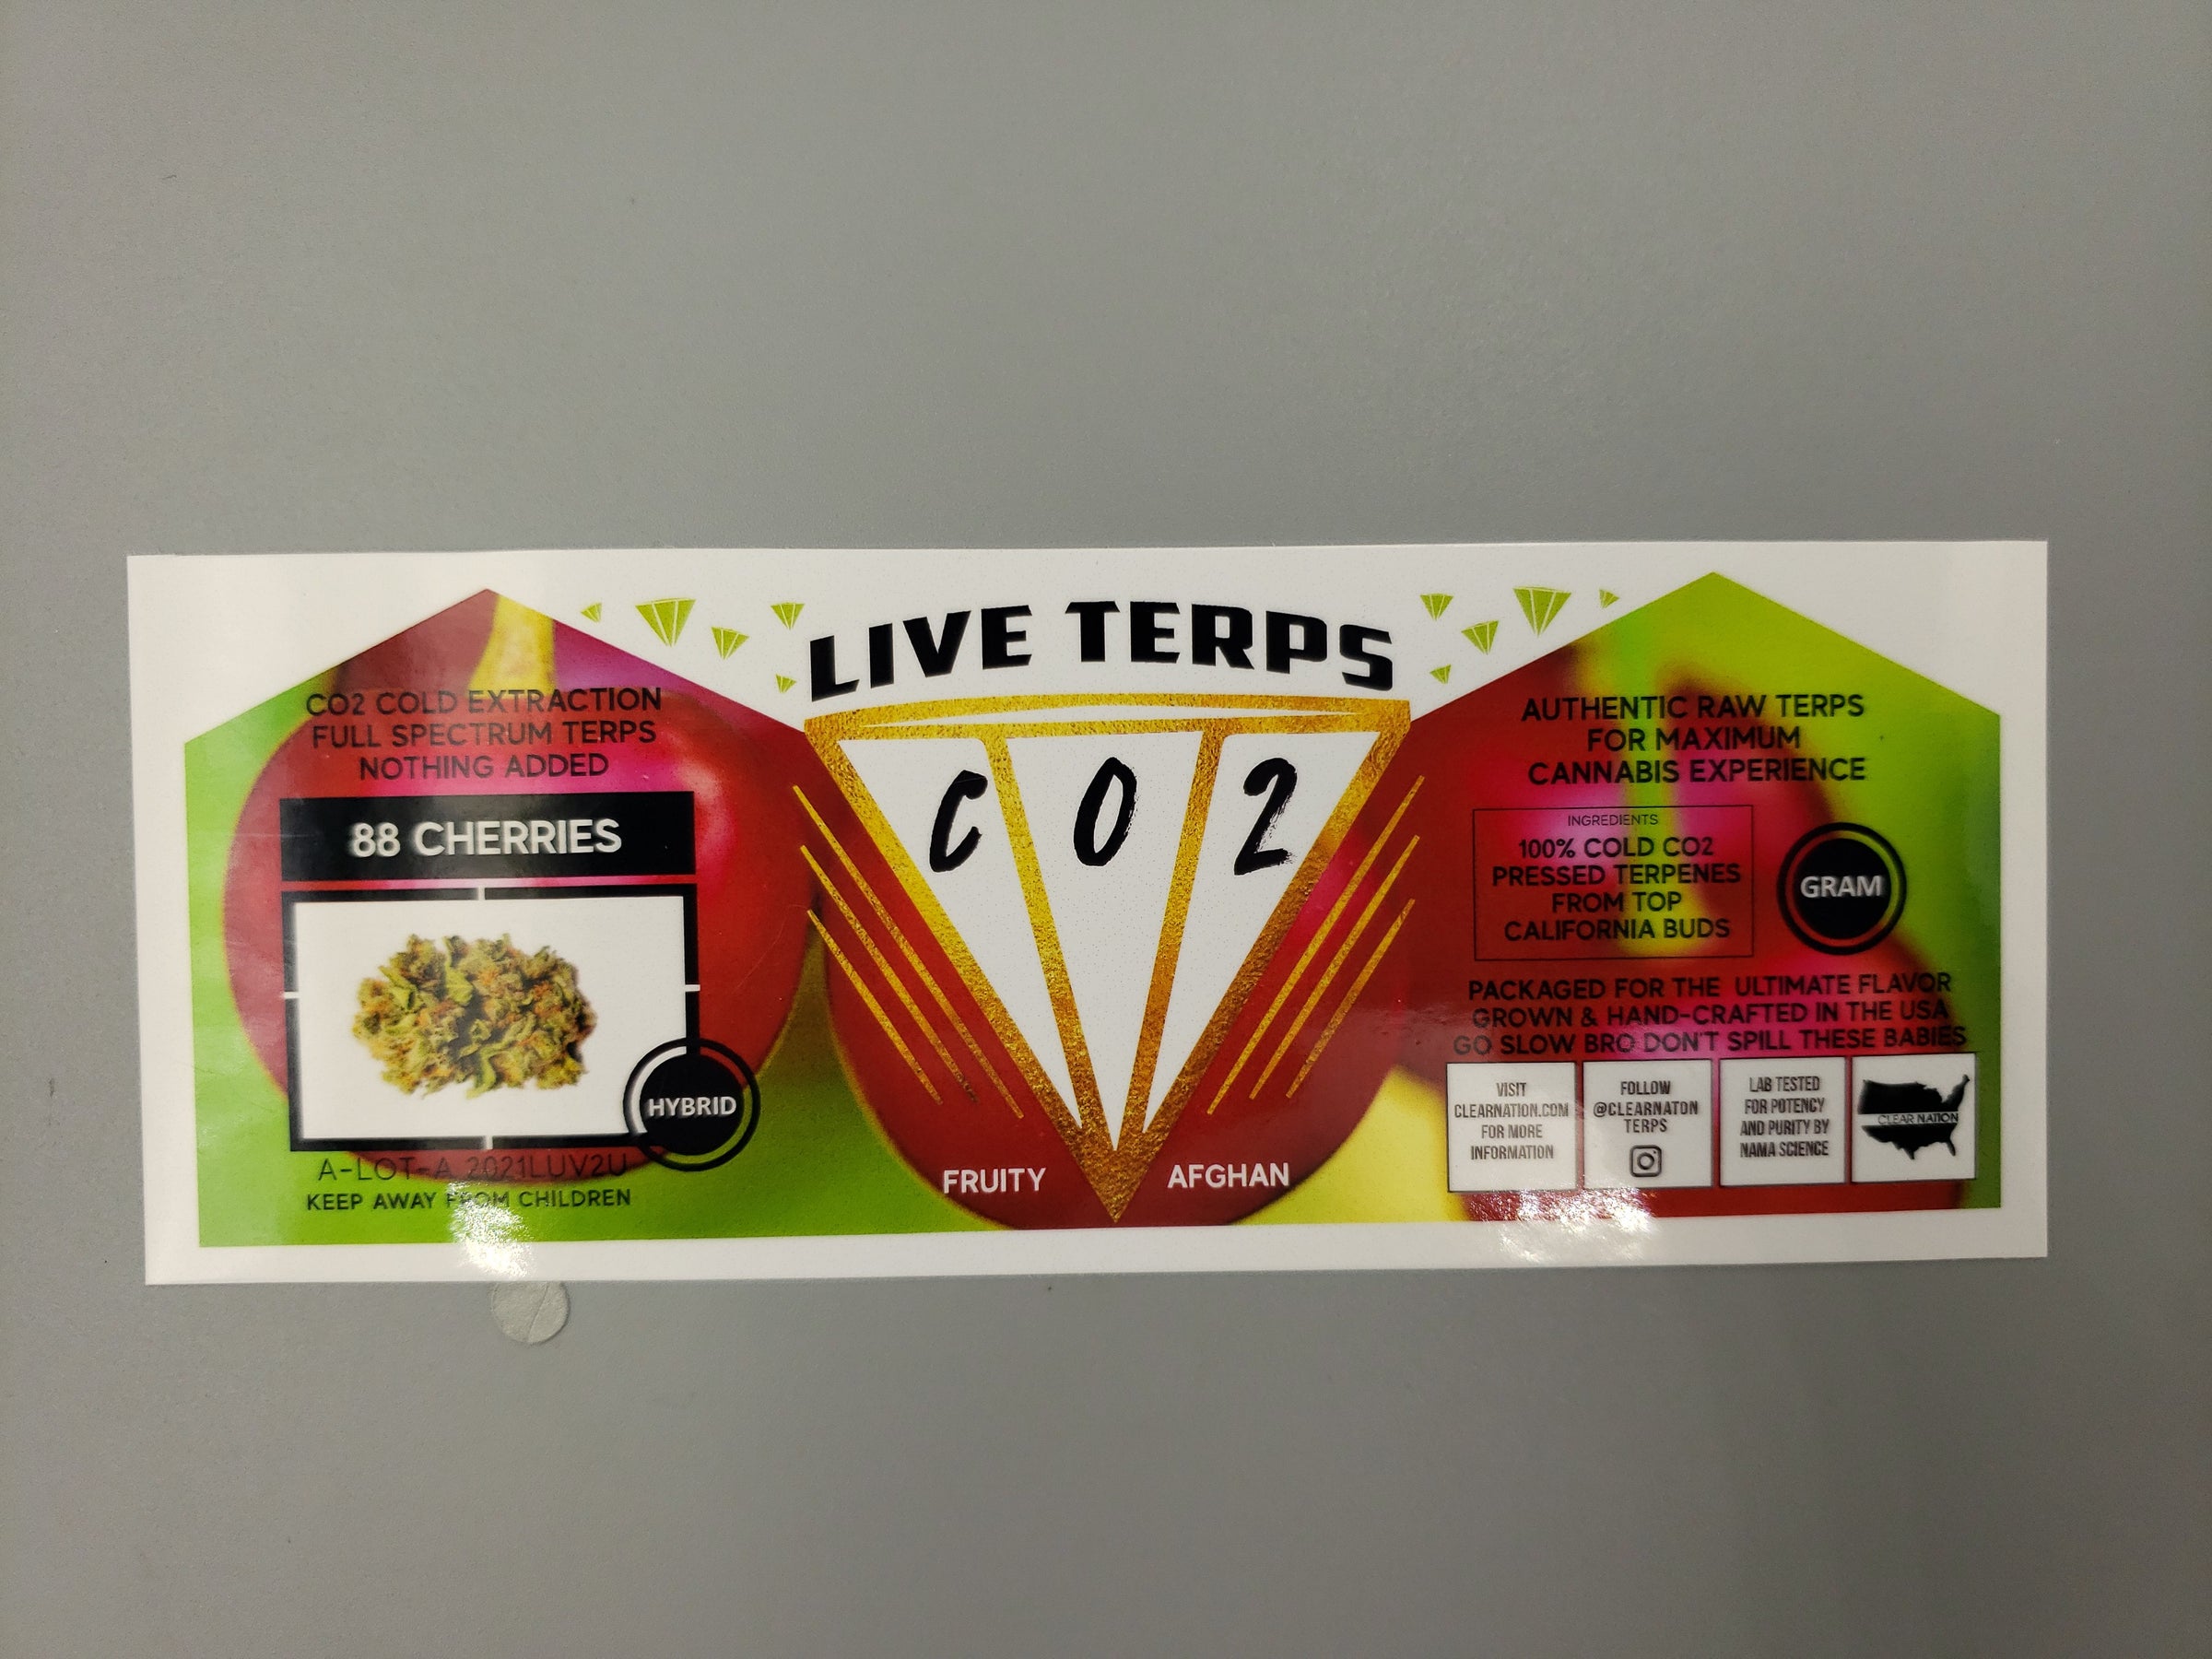 LIVE TERPS
C O 2
FRUITY
AFGHAN
CO2 COLD EXTRACTION
FULL SPECTRUM TERPS
NOTHING ADDED
88 CHERRIES
HYBRID
A-LOT-A 2021LUV2U
KEEP AWAY FROM CHILDREN
AUTHENTIC RAW TERPS
FOR MAXIMUM
CANNABIS EXPERIENCE
INGREDIENTS
100% COLD CO2
PRESSED TERPENES
FROM TOP
CALIFORNIA BUDS
GRAM
PACKAGED FOR THE ULTIMATE FLAVOR
GROWN & HAND-CRAFTED IN THE USA
GO SLOW BRO DON'T SPILL THESE BABIES
VISIT
CLEARNATION.COM
FOR MORE
INFORMATION
FOLLOW
@CLEARNATON
TERPS
LAB TESTED
FOR POTENCY
AND PURITY BY
NAMA SCIENCE
CLEAR NATION